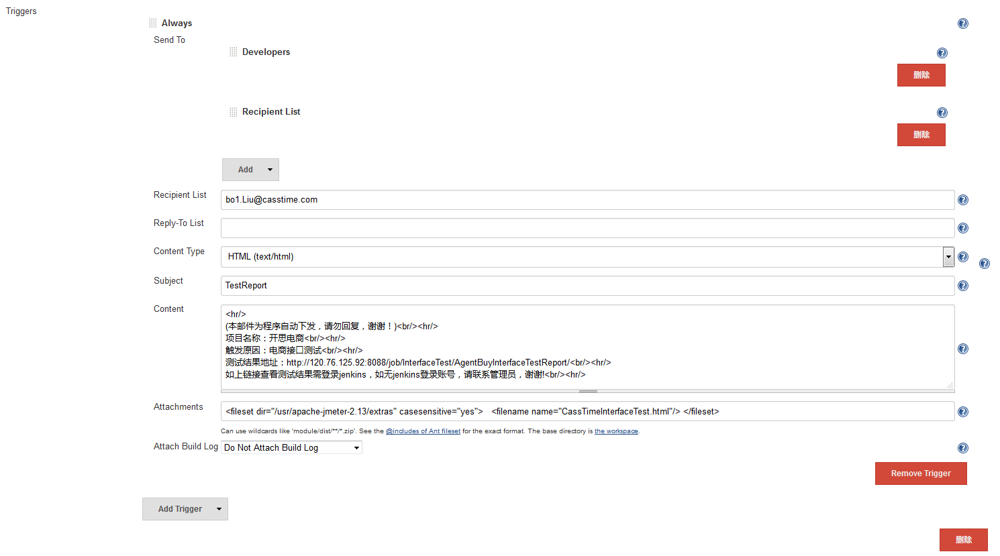 Triggers
Always
Send To
Developers
删除
Recipient List
删除
Add
Recipient List
bo1.Liu@casstime.com
Reply-To List
Content Type
HTML (text/html)
Subject
TestReport
Content
<hr/>
(本邮件为程序自动下发，请勿回复，谢谢！)<br/><hr/>
项目名称：开思电商<br/><hr/>
触发原因：电商接口测试<br/><hr/>
测试结果地址：http://120.76.125.92:8088/job/InterfaceTest/AgentBuyInterfaceTestReport/<br/><hr/>
如上链接查看测试结果需登录jenkins，如无jenkins登录账号，请联系管理员，谢谢!<br/><hr/>
Attachments
<fileset dir="/usr/apache-jmeter-2.13/extras" casesensitive="yes"> <filename name="CassTimeInterfaceTest.html"/> </fileset>
Can use wildcards like 'module/dist/**/*.zip'. See the @includes of Ant fileset for the exact format. The base directory is the workspace.
Attach Build Log
Do Not Attach Build Log
Remove Trigger
Add Trigger
删除